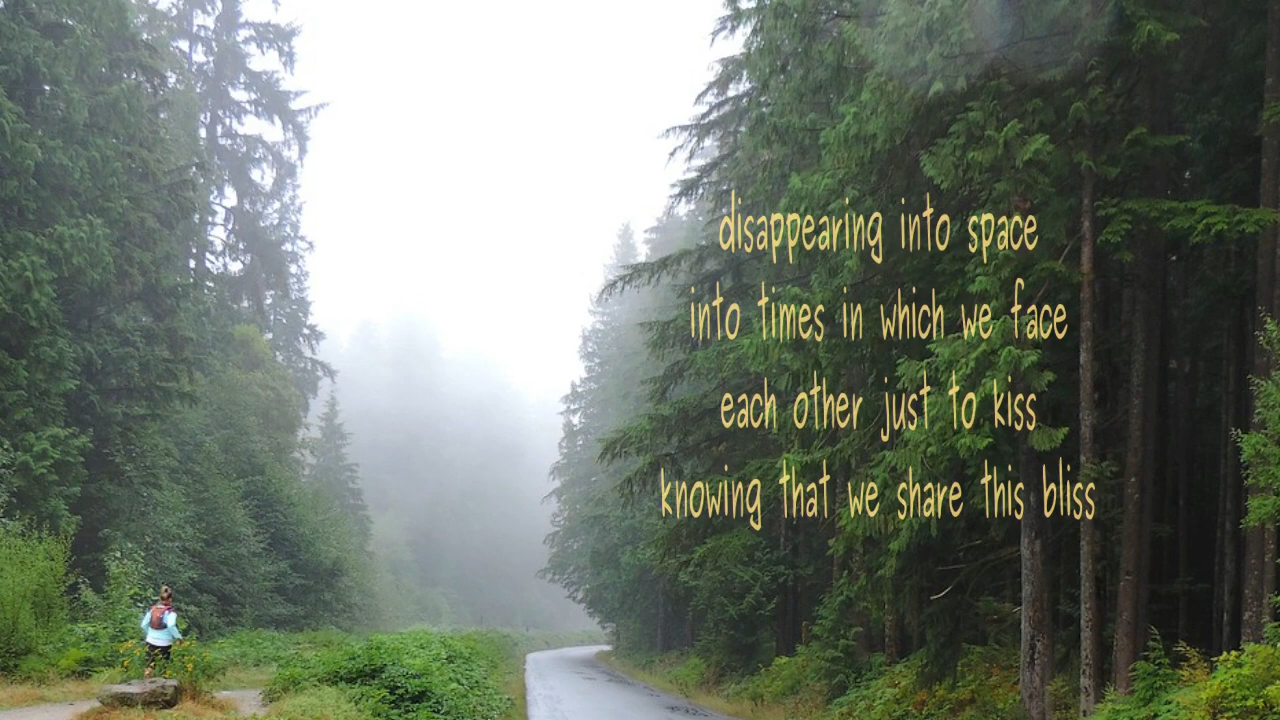 disappearing into space
into times in which we face
each other just to kiss
knowing that we share this bliss